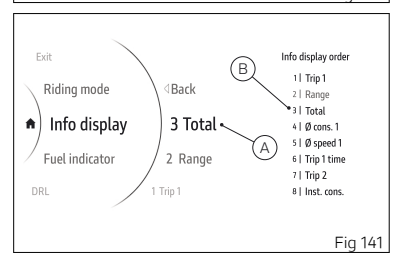 Exit
Riding mode
Info display
Fuel indicator
DRL
◁Back
3 Total
2 Range
1 Trip 1
B
A
Info display order
1 | Trip 1
2 | Range
3 | Total
4 | Ø cons. 1
5 | Ø speed 1
6 | Trip 1 time
7 | Trip 2
8 | Inst. cons.
Fig 141